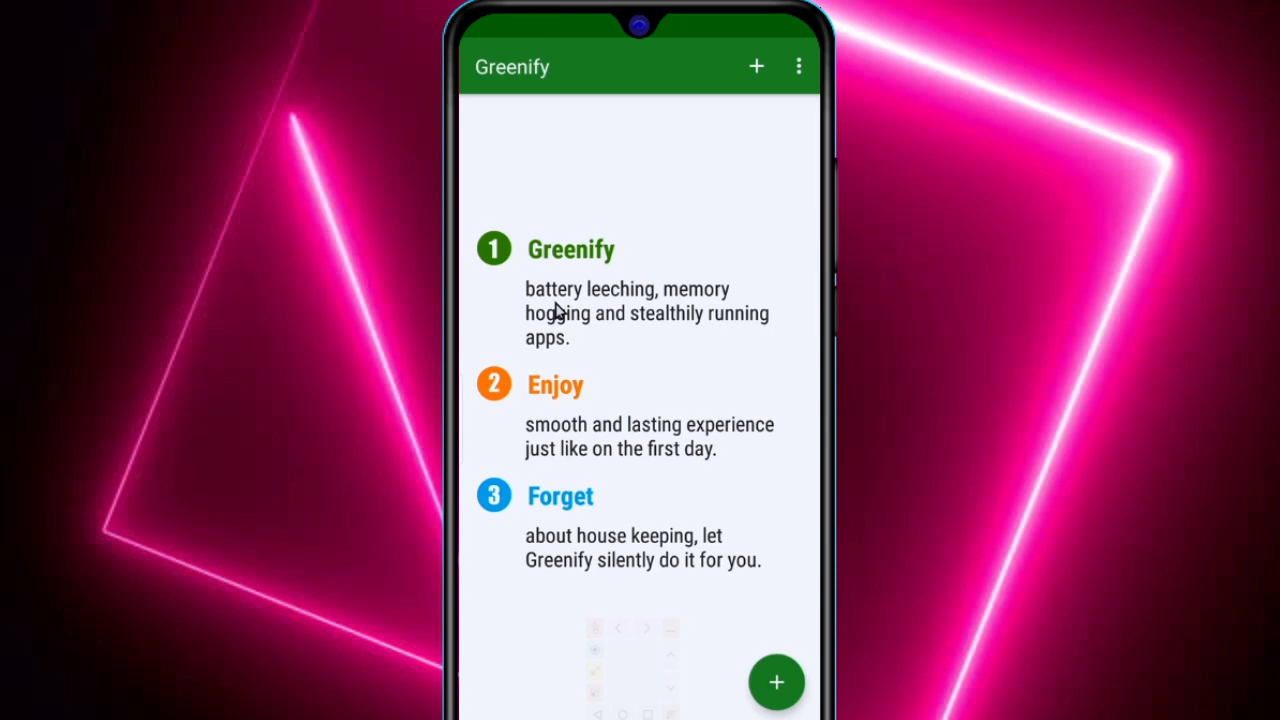 Greenify
1 Greenify
battery leeching, memory
hogging and stealthily running
apps.
2 Enjoy
smooth and lasting experience
just like on the first day.
3 Forget
about house keeping, let
Greenify silently do it for you.